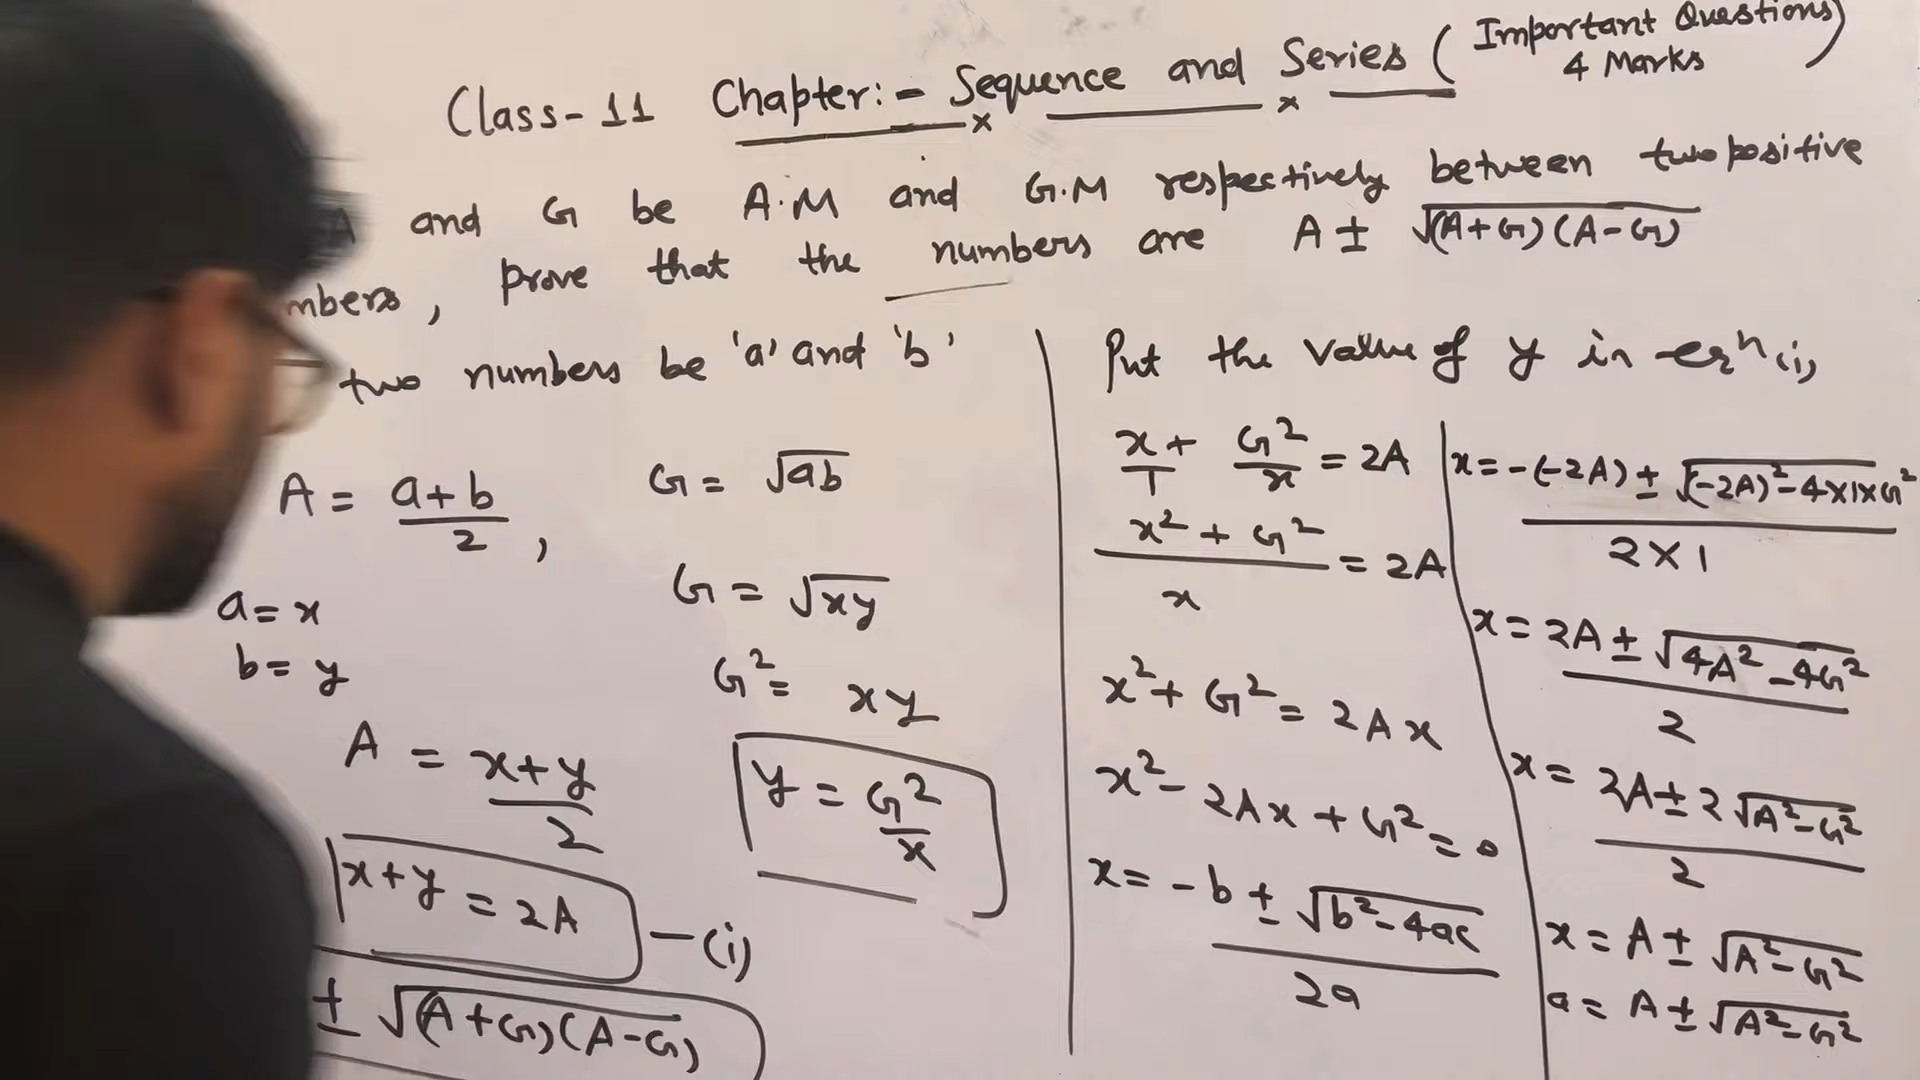 Class-11 Chapter:- Sequence and Series (Important Questions)
4 Marks
A and G be A.M and G.M respectively between two positive
mbers, prove that the numbers are A ± √(A+G)(A-G)
two numbers be 'a' and 'b'
A = a+b/2 ,
G = √ab
a = x
b = y
G = √xy
G² = xy
A = x+y/2
y = G²/x
x+y = 2A —(i)
± √(A+G)(A-G)
Put the value of y in eqⁿ (i),
x/1 + G²/x = 2A
x² + G²/x = 2A
x² + G² = 2Ax
x² - 2Ax + G² = 0
x = -b ± √b²-4ac/2a
x = -(-2A) ± √(-2A)²-4×1×G²/2×1
x = 2A ± √4A²-4G²/2
x = 2A ± 2√A²-G²/2
x = A ± √A²-G²
a = A ± √A²-G²